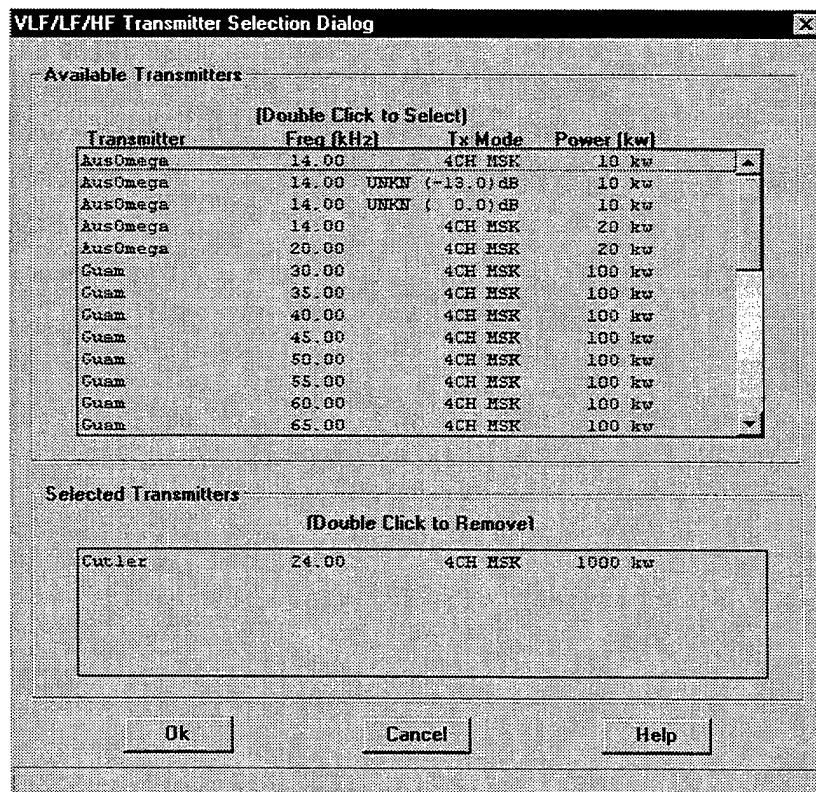 VLF/LF/HF Transmitter Selection Dialog
Available Transmitters
(Double Click to Select)
Transmitter Freq (kHz) Tx Mode Power (kw)
AusOmega 14.00 4CH MSK 10 kw
AusOmega 14.00 UNKN (-13.0)dB 10 kw
AusOmega 14.00 UNKN ( 0.0)dB 10 kw
AusOmega 14.00 4CH MSK 20 kw
AusOmega 20.00 4CH MSK 20 kw
Guam 30.00 4CH MSK 100 kw
Guam 35.00 4CH MSK 100 kw
Guam 40.00 4CH MSK 100 kw
Guam 45.00 4CH MSK 100 kw
Guam 50.00 4CH MSK 100 kw
Guam 55.00 4CH MSK 100 kw
Guam 60.00 4CH MSK 100 kw
Guam 65.00 4CH MSK 100 kw
Selected Transmitters
(Double Click to Remove)
Cutler 24.00 4CH MSK 1000 kw
Ok Cancel Help